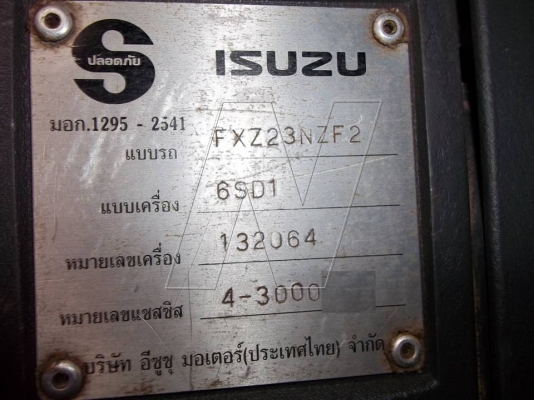 S
ปลอดภัย
ISUZU
มอก.1295 - 2541
แบบรถ FXZ23NZF2
แบบเครื่อง 6SD1
หมายเลขเครื่อง 132064
หมายเลขแชสซิส 4-3000
บริษัท อีซูซุ มอเตอร์(ประเทศไทย) จำกัด